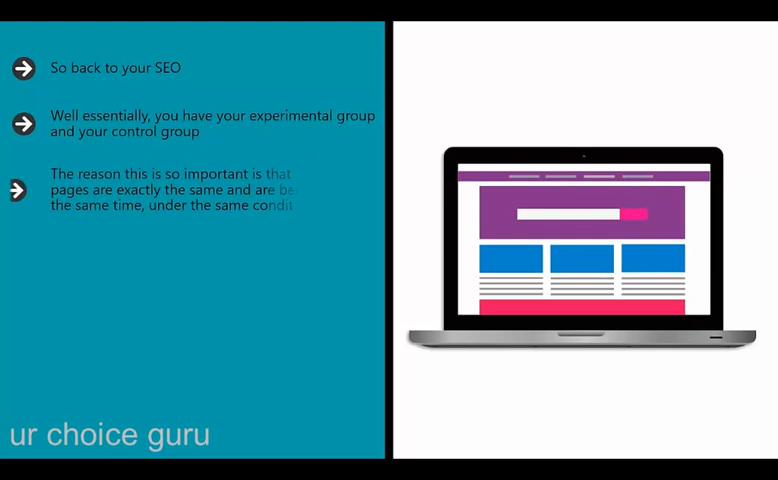 So back to your SEO
Well essentially, you have your experimental group
and your control group
The reason this is so important is that
pages are exactly the same and are be
the same time, under the same condit
ur choice guru